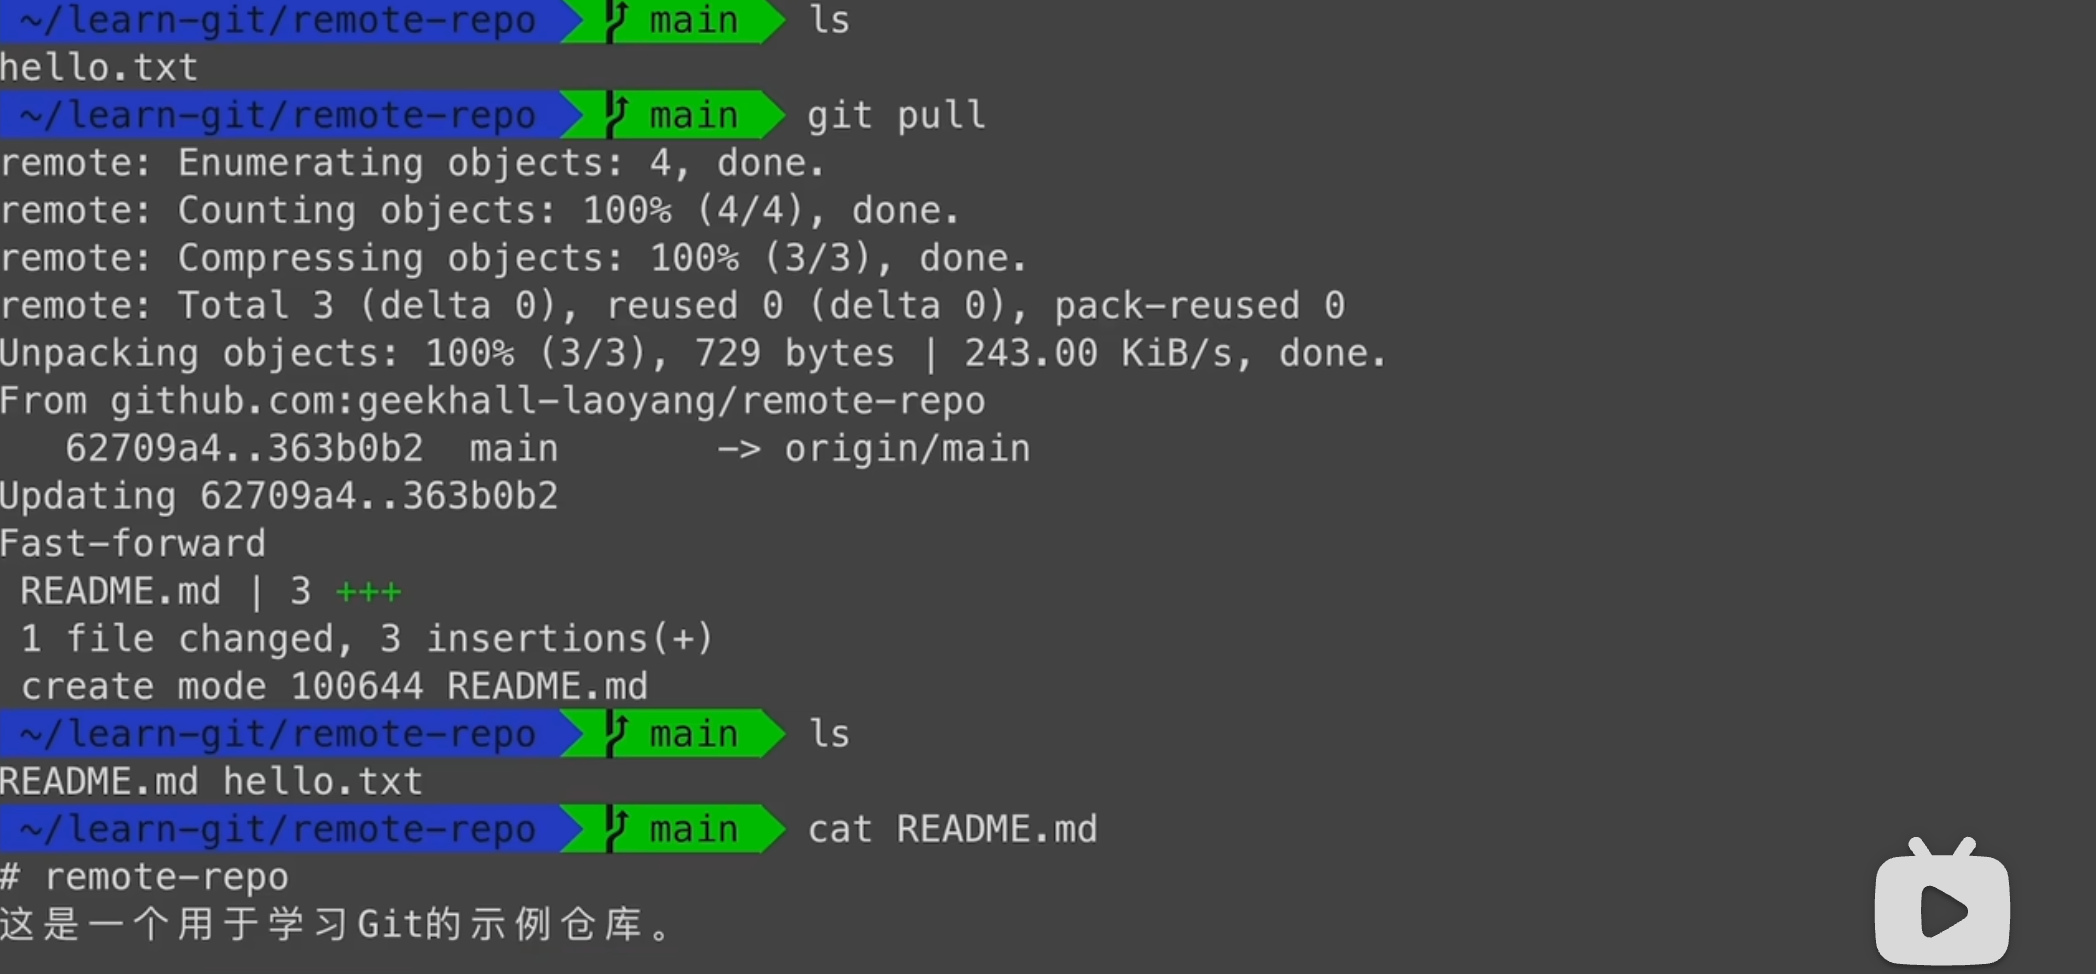 ~/learn-git/remote-repo main ls
hello.txt
~/learn-git/remote-repo main git pull
remote: Enumerating objects: 4, done.
remote: Counting objects: 100% (4/4), done.
remote: Compressing objects: 100% (3/3), done.
remote: Total 3 (delta 0), reused 0 (delta 0), pack-reused 0
Unpacking objects: 100% (3/3), 729 bytes | 243.00 KiB/s, done.
From github.com:geekhall-laoyang/remote-repo
   62709a4..363b0b2  main       -> origin/main
Updating 62709a4..363b0b2
Fast-forward
 README.md | 3 +++
 1 file changed, 3 insertions(+)
 create mode 100644 README.md
~/learn-git/remote-repo main ls
README.md hello.txt
~/learn-git/remote-repo main cat README.md
# remote-repo
这是一个用于学习Git的示例仓库。